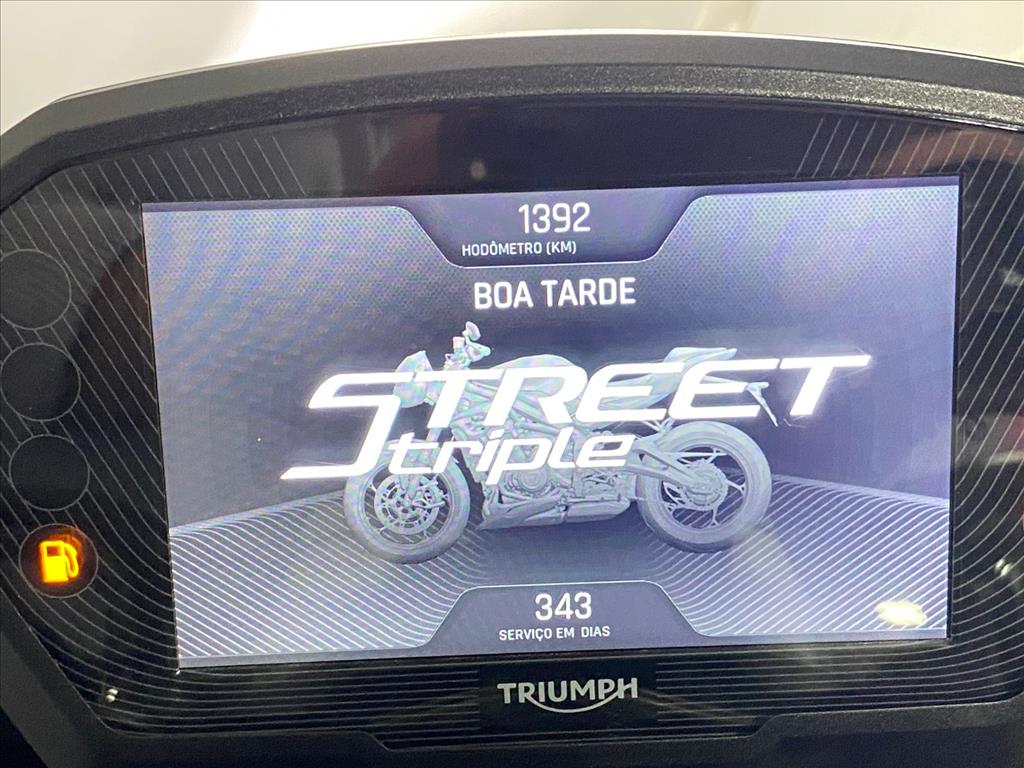 1392
HODÔMETRO (KM)
BOA TARDE
STREET
triple
343
SERVIÇO EM DIAS
TRIUMPH